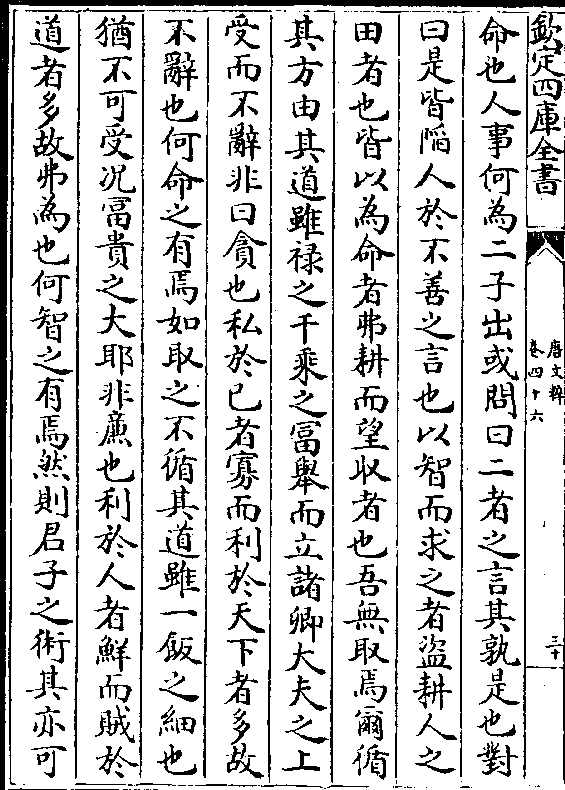 欽定四庫全書
唐文粹
卷四十六
三十
命也人事何為二子出或問曰二者之言其孰是也對
曰是皆陷人於不善之言也以智而求之者盜耕人之
田者也皆以為命者弗耕而望収者也吾無取焉爾循
其方由其道雖禄之千乘之富舉而立諸卿大夫之上
受而不辭非曰貪也私於已者寡而利於天下者多故
不辭也何命之有焉如取之不循其道雖一飯之細也
猶不可受況富貴之大耶非亷也利於人者鮮而賊於
道者多故弗為也何智之有焉然則君子之術其亦可